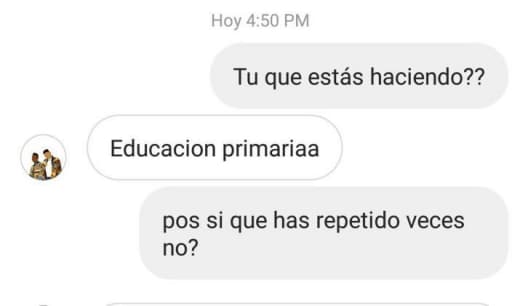 Hoy 4:50 PM
Tu que estás haciendo??
Educacion primariaa
pos si que has repetido veces
no?